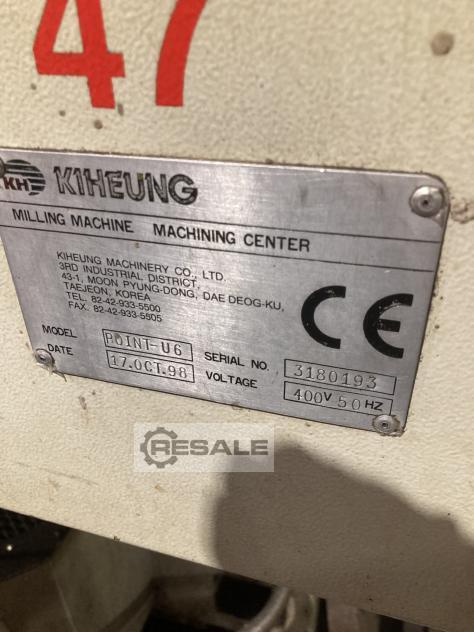 47
KH KIHEUNG
MILLING MACHINE MACHINING CENTER
KIHEUNG MACHINERY CO., LTD.
3RD INDUSTRIAL DISTRICT,
43-1, MOON PYUNG-DONG, DAE DEOG-KU,
TAEJEON, KOREA
TEL. 82-42-933-5500
FAX. 82-42-933-5505
CE
MODEL POINT-U6 SERIAL NO. 3180193
DATE 17.OCT.98 VOLTAGE 400V 50HZ
RESALE